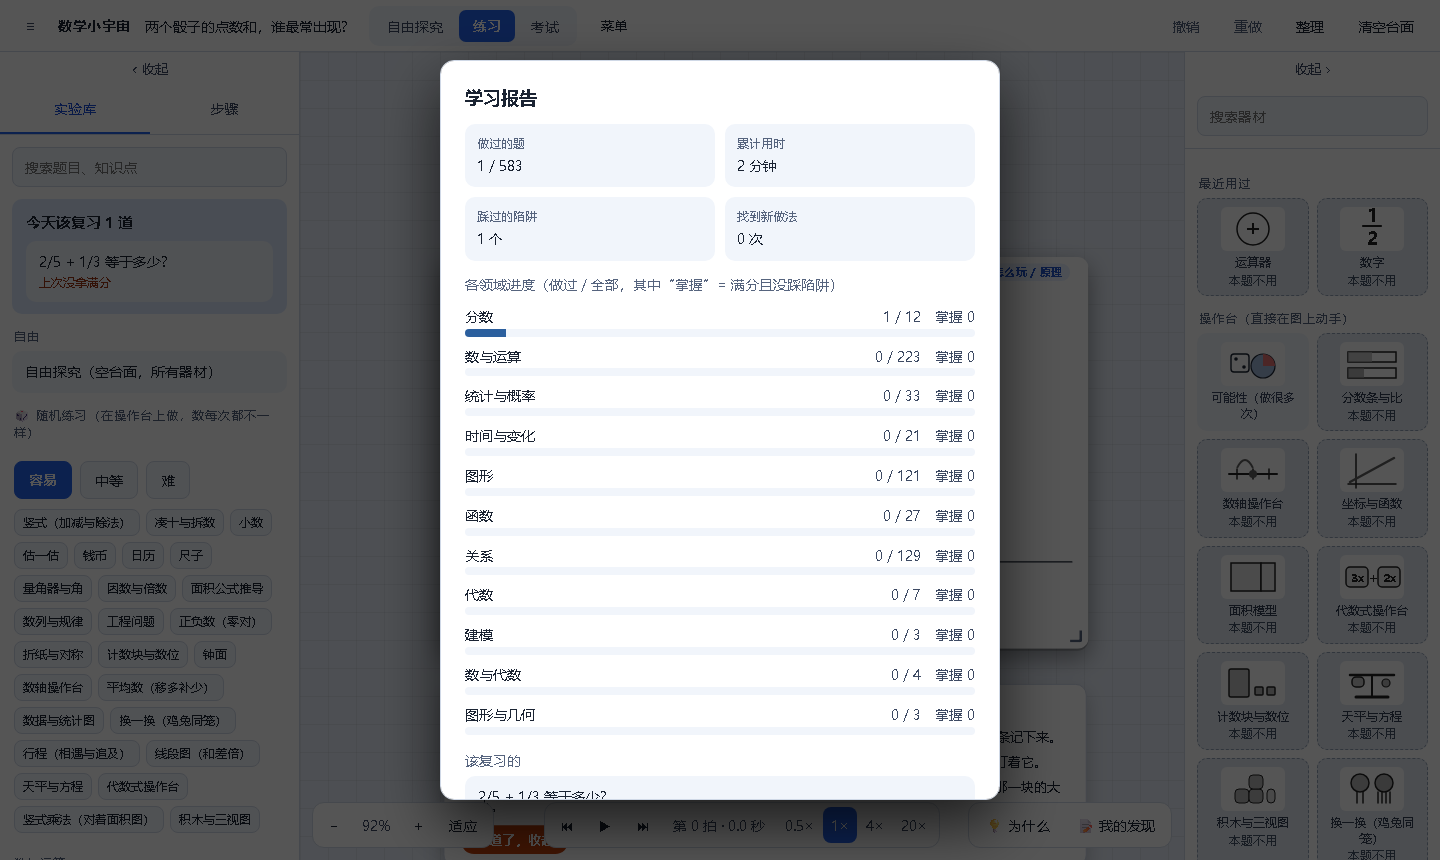 ≡ 数学小宇宙 两个骰子的点数和，谁最常出现？ 自由探究 练习 考试 菜单 撤销 重做 整理 清空台面
‹ 收起
实验库 步骤
搜索题目、知识点
今天该复习 1 道
2/5 + 1/3 等于多少？
上次没拿满分
自由
自由探究（空台面，所有器材）
随机练习（在操作台上做，数每次都不一
样）
容易 中等 难
竖式（加减与除法） 凑十与拆数 小数
估一估 钱币 日历 尺子
量角器与角 因数与倍数 面积公式推导
数列与规律 工程问题 正负数（零对）
折纸与对称 计数块与数位 钟面
数轴操作台 平均数（移多补少）
数据与统计图 换一换（鸡兔同笼）
行程（相遇与追及） 线段图（和差倍）
天平与方程 代数式操作台
竖式乘法（对着面积图） 积木与三视图
学习报告
做过的题
1 / 583
累计用时
2 分钟
踩过的陷阱
1 个
找到新做法
0 次
各领域进度（做过 / 全部，其中“掌握”= 满分且没踩陷阱）
分数 1 / 12 掌握 0
数与运算 0 / 223 掌握 0
统计与概率 0 / 33 掌握 0
时间与变化 0 / 21 掌握 0
图形 0 / 121 掌握 0
函数 0 / 27 掌握 0
关系 0 / 129 掌握 0
代数 0 / 7 掌握 0
建模 0 / 3 掌握 0
数与代数 0 / 4 掌握 0
图形与几何 0 / 3 掌握 0
该复习的
2/5 + 1/3 等于多少？
么玩 / 原理
条记下来。
盯着它。
那一块的大
道了，收起
− 92% + 适应
第 0 拍 · 0.0 秒 0.5× 1× 4× 20×
为什么 我的发现
收起 ›
搜索器材
最近用过
运算器
本题不用
1
2
数字
本题不用
操作台（直接在图上动手）
可能性（做很多
次）
分数条与比
本题不用
数轴操作台
本题不用
坐标与函数
本题不用
面积模型
本题不用
3x + 2x
代数式操作台
本题不用
计数块与数位
本题不用
天平与方程
本题不用
积木与三视图
本题不用
换一换（鸡兔同
笼）
本题不用